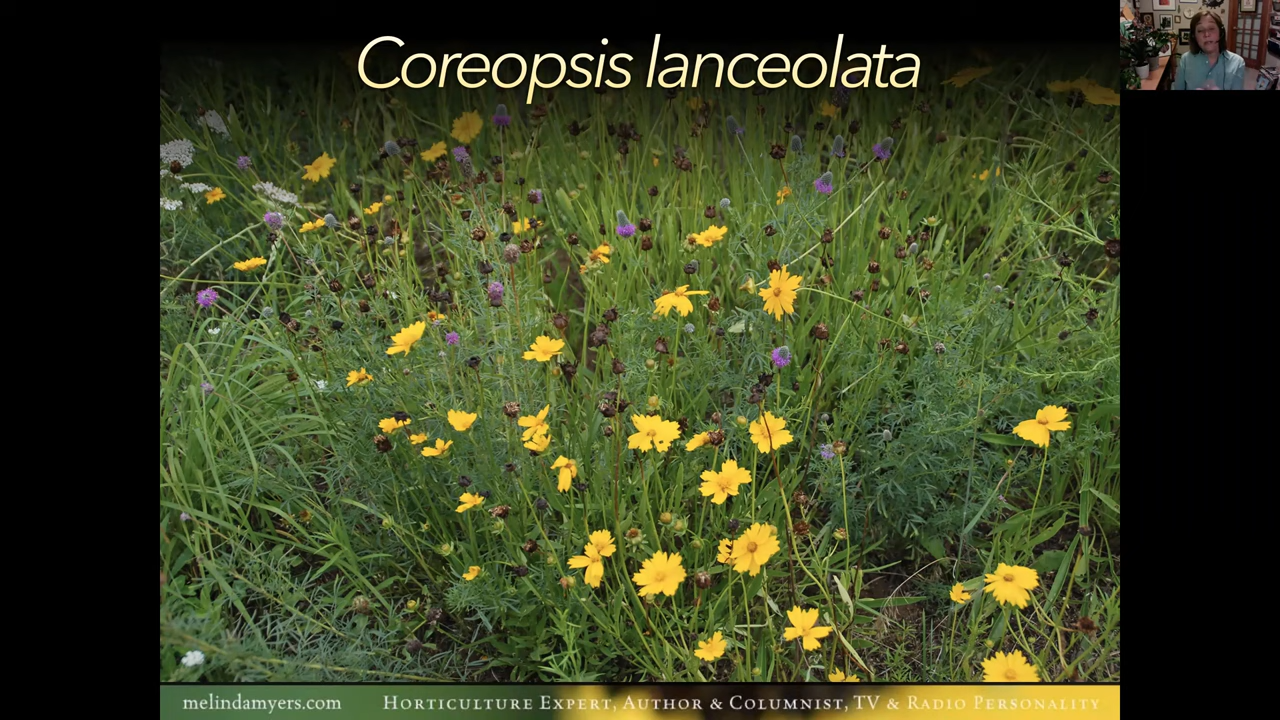 Coreopsis lanceolata
melindamyers.com
Horticulture Expert, Author & Columnist, TV & Radio Personality